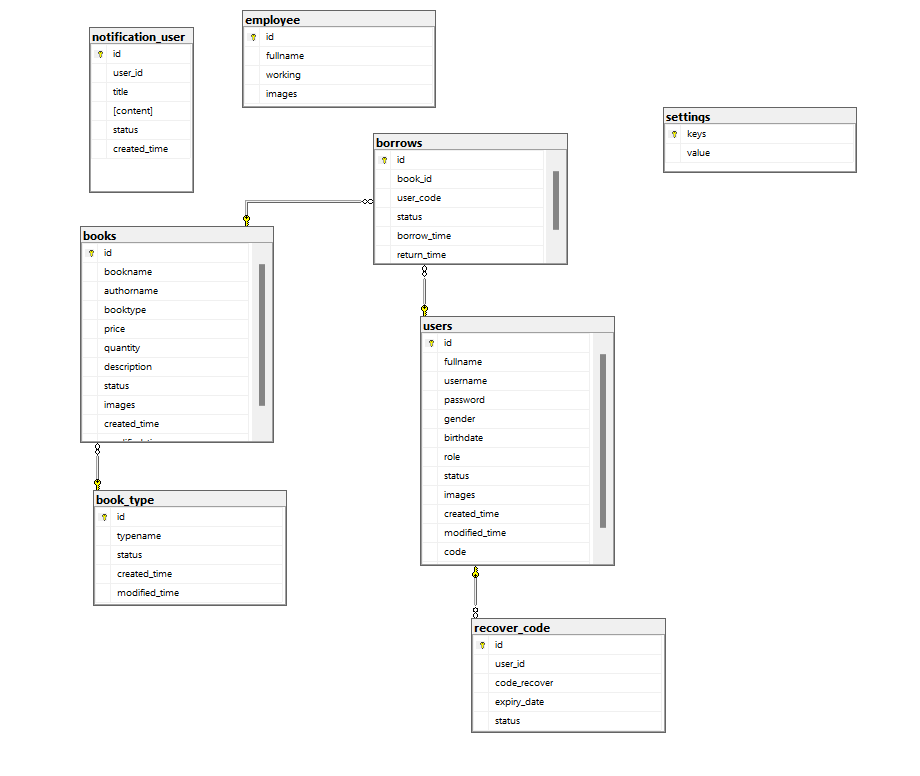 notification_user
id
user_id
title
[content]
status
created_time
employee
id
fullname
working
images
settings
keys
value
borrows
id
book_id
user_code
status
borrow_time
return_time
books
id
bookname
authorname
booktype
price
quantity
description
status
images
created_time
users
id
fullname
username
password
gender
birthdate
role
status
images
created_time
modified_time
code
book_type
id
typename
status
created_time
modified_time
recover_code
id
user_id
code_recover
expiry_date
status